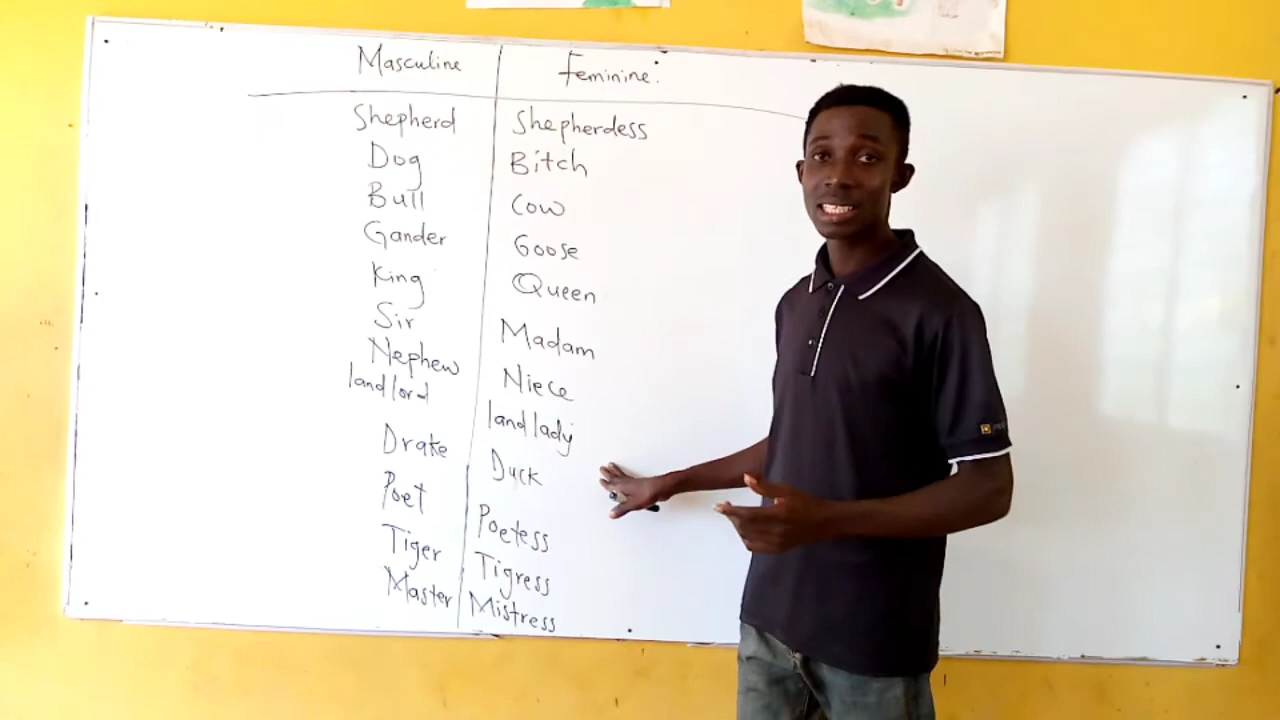 Masculine Feminine:
Shepherd Shepherdess
Dog Bitch
Bull Cow
Gander Goose
King Queen
Sir Madam
Nephew Niece
landlord landlady
Drake Duck
Poet Poetess
Tiger Tigress
Master Mistress